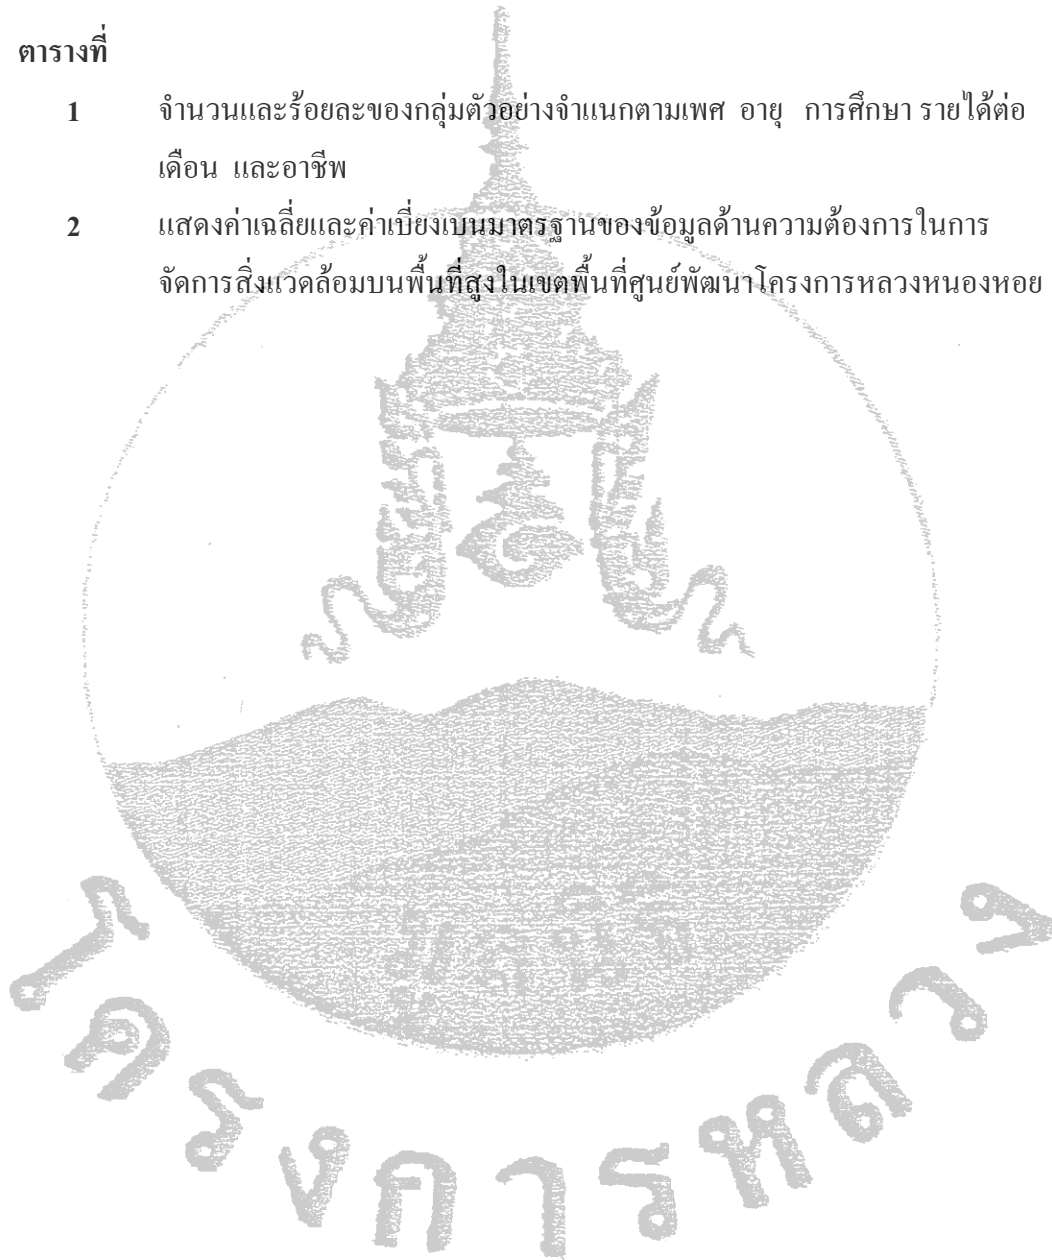 ตารางที่
1 จำนวนและร้อยละของกลุ่มตัวอย่างจำแนกตามเพศ อายุ การศึกษา รายได้ต่อ
เดือน และอาชีพ
2 แสดงค่าเฉลี่ยและค่าเบี่ยงเบนมาตรฐานของข้อมูลด้านความต้องการในการ
จัดการสิ่งแวดล้อมบนพื้นที่สูงในเขตพื้นที่ศูนย์พัฒนาโครงการหลวงหนองหอย
มูลนิธิ
โครงการหลวง